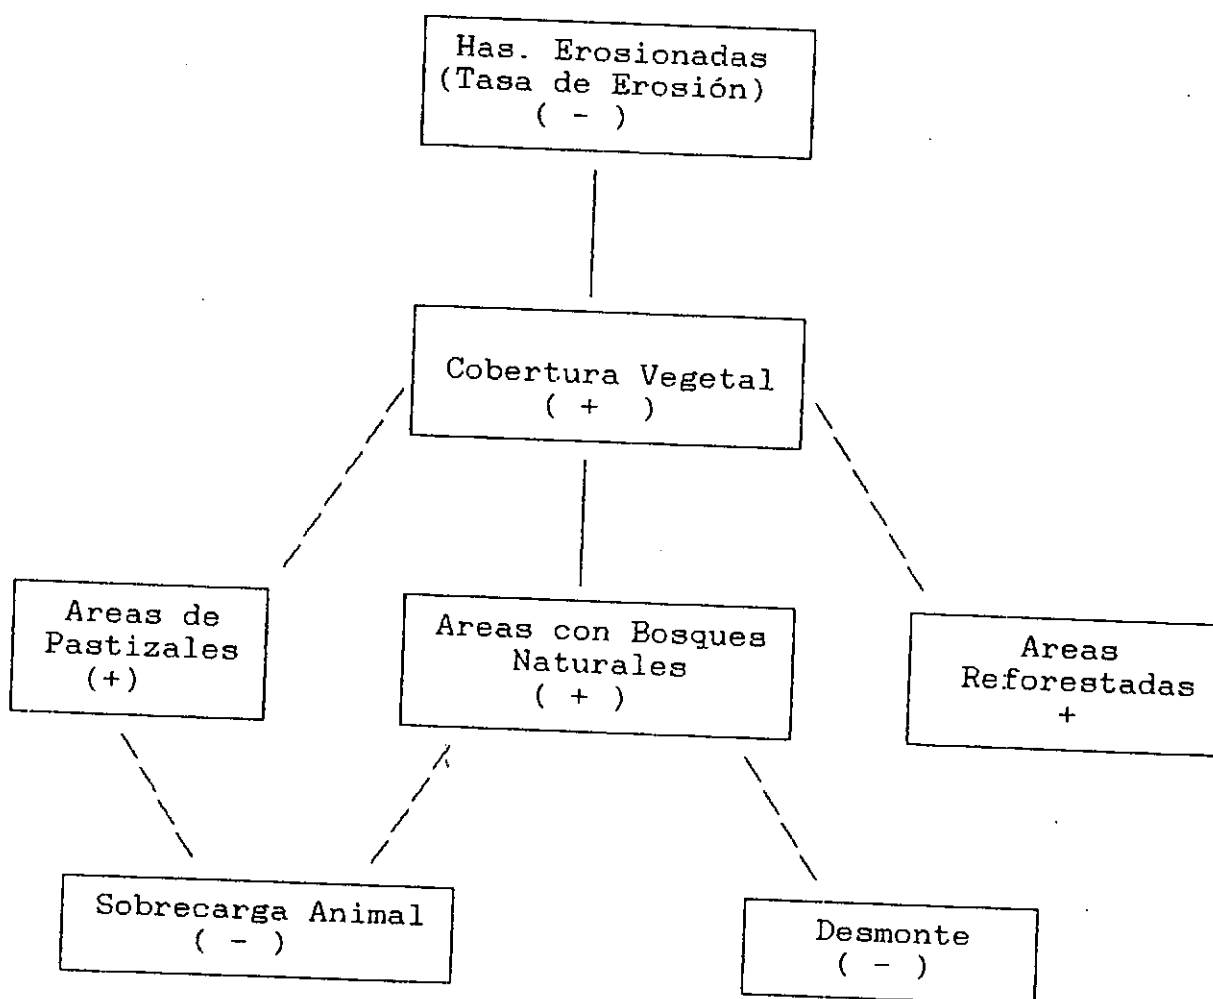 Has. Erosionadas
(Tasa de Erosión)
( - )
Cobertura Vegetal
( + )
Areas de
Pastizales
(+)
Areas con Bosques
Naturales
( + )
Areas
Reforestadas
+
Sobrecarga Animal
( - )
Desmonte
( - )